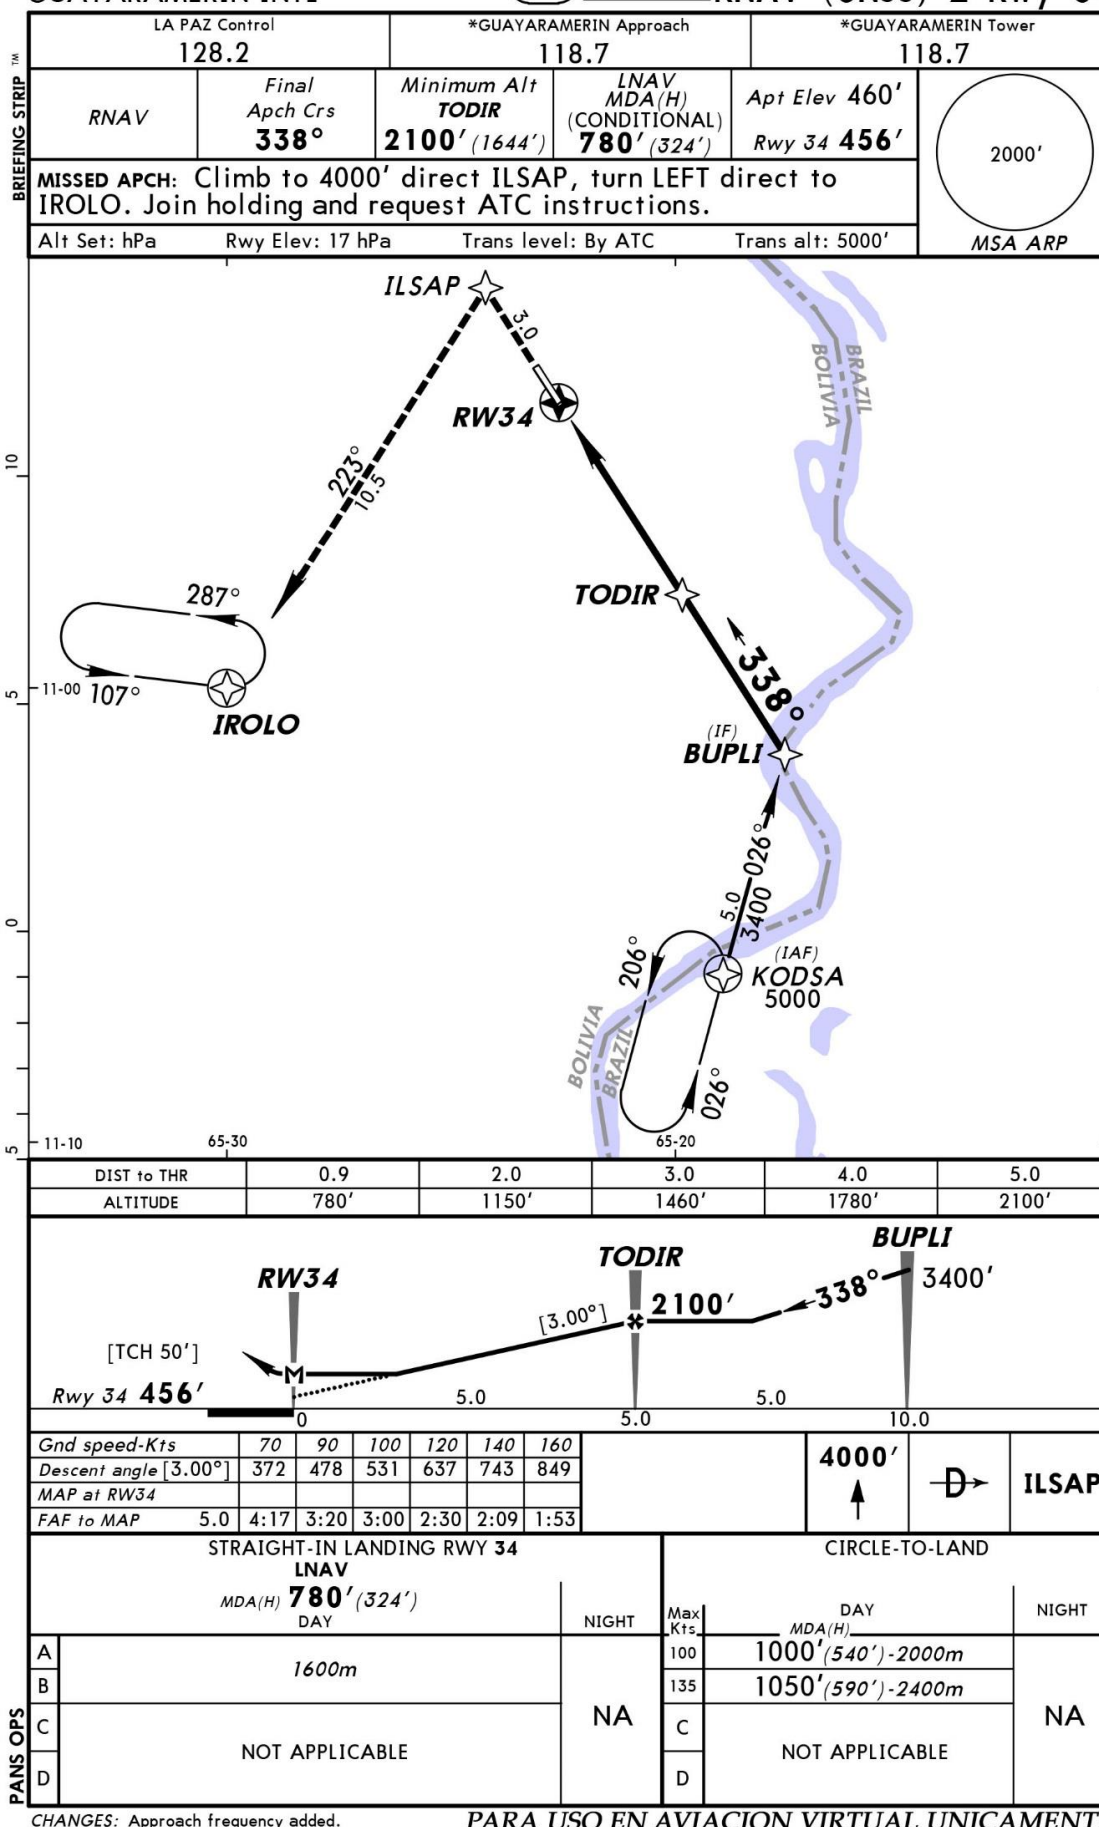 LA PAZ Control *GUAYARAMERIN Approach *GUAYARAMERIN Tower
128.2 118.7 118.7
BRIEFING STRIP TM
RNAV
Final
Apch Crs
338°
Minimum Alt
TODIR
2100' (1644')
LNAV
MDA(H)
(CONDITIONAL)
780' (324')
Apt Elev 460'
Rwy 34 456'
2000'
MSA ARP
MISSED APCH: Climb to 4000' direct ILSAP, turn LEFT direct to
IROLO. Join holding and request ATC instructions.
Alt Set: hPa Rwy Elev: 17 hPa Trans level: By ATC Trans alt: 5000'
ILSAP
3.0
BRAZIL
BOLIVIA
RW34
10
223°
10.5
287°
TODIR
5
11-00
107°
IROLO
338°
(IF)
BUPLI
026°
5.0
3400
0
206°
(IAF)
KODSA
5000
BOLIVIA
BRAZIL
026°
5
11-10
65-30
65-20
DIST to THR 0.9 2.0 3.0 4.0 5.0
ALTITUDE 780' 1150' 1460' 1780' 2100'
BUPLI
TODIR
RW34
3400'
338°
2100'
[3.00°]
[TCH 50']
M
Rwy 34 456'
5.0 5.0
0 5.0 10.0
Gnd speed-Kts 70 90 100 120 140 160
Descent angle [3.00°] 372 478 531 637 743 849
MAP at RW34
FAF to MAP 5.0 4:17 3:20 3:00 2:30 2:09 1:53
4000'
D
ILSAP
STRAIGHT-IN LANDING RWY 34
LNAV
MDA(H) 780' (324')
DAY NIGHT
A
B
1600m
C
D
NOT APPLICABLE
NA
CIRCLE-TO-LAND
Max
Kts
DAY
MDA(H)
NIGHT
100 1000' (540')-2000m
135 1050' (590')-2400m
C
D
NOT APPLICABLE
NA
PANS OPS
CHANGES: Approach frequency added.
PARA USO EN AVIACION VIRTUAL UNICAMENT